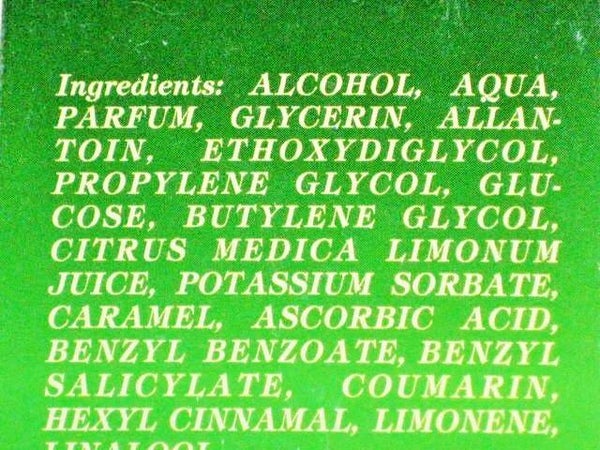 Ingredients: ALCOHOL, AQUA,
PARFUM, GLYCERIN, ALLAN-
TOIN, ETHOXYDIGLYCOL,
PROPYLENE GLYCOL, GLU-
COSE, BUTYLENE GLYCOL,
CITRUS MEDICA LIMONUM
JUICE, POTASSIUM SORBATE,
CARAMEL, ASCORBIC ACID,
BENZYL BENZOATE, BENZYL
SALICYLATE, COUMARIN,
HEXYL CINNAMAL, LIMONENE,
LINALOOL